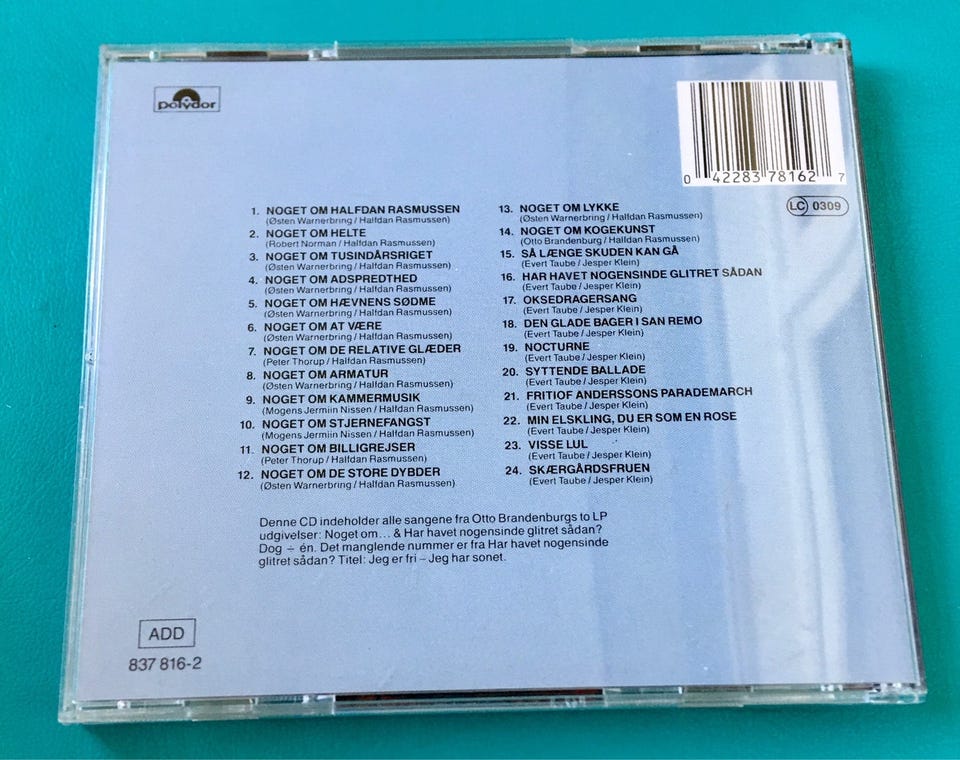 polydor
0 42283 78162 7
LC 0309
1. NOGET OM HALFDAN RASMUSSEN
(Østen Warnerbring / Halfdan Rasmussen)
2. NOGET OM HELTE
(Robert Norman / Halfdan Rasmussen)
3. NOGET OM TUSINDÅRSRIGET
(Østen Warnerbring / Halfdan Rasmussen)
4. NOGET OM ADSPREDTHED
(Østen Warnerbring / Halfdan Rasmussen)
5. NOGET OM HÆVNENS SØDME
(Østen Warnerbring / Halfdan Rasmussen)
6. NOGET OM AT VÆRE
(Østen Warnerbring / Halfdan Rasmussen)
7. NOGET OM DE RELATIVE GLÆDER
(Peter Thorup / Halfdan Rasmussen)
8. NOGET OM ARMATUR
(Østen Warnerbring / Halfdan Rasmussen)
9. NOGET OM KAMMERMUSIK
(Mogens Jermiin Nissen / Halfdan Rasmussen)
10. NOGET OM STJERNEFANGST
(Mogens Jermiin Nissen / Halfdan Rasmussen)
11. NOGET OM BILLIGREJSER
(Peter Thorup / Halfdan Rasmussen)
12. NOGET OM DE STORE DYBDER
(Østen Warnerbring / Halfdan Rasmussen)
13. NOGET OM LYKKE
(Østen Warnerbring / Halfdan Rasmussen)
14. NOGET OM KOGEKUNST
(Otto Brandenburg / Halfdan Rasmussen)
15. SÅ LÆNGE SKUDEN KAN GÅ
(Evert Taube / Jesper Klein)
16. HAR HAVET NOGENSINDE GLITRET SÅDAN
(Evert Taube / Jesper Klein)
17. OKSEDRAGERSANG
(Evert Taube / Jesper Klein)
18. DEN GLADE BAGER I SAN REMO
(Evert Taube / Jesper Klein)
19. NOCTURNE
(Evert Taube / Jesper Klein)
20. SYTTENDE BALLADE
(Evert Taube / Jesper Klein)
21. FRITIOF ANDERSSONS PARADEMARCH
(Evert Taube / Jesper Klein)
22. MIN ELSKLING, DU ER SOM EN ROSE
(Evert Taube / Jesper Klein)
23. VISSE LUL
(Evert Taube / Jesper Klein)
24. SKÆRGÅRDSFRUEN
(Evert Taube / Jesper Klein)
Denne CD indeholder alle sangene fra Otto Brandenburgs to LP
udgivelser: Noget om... & Har havet nogensinde glitret sådan?
Dog ÷ én. Det manglende nummer er fra Har havet nogensinde
glitret sådan? Titel: Jeg er fri – Jeg har sonet.
ADD
837 816-2